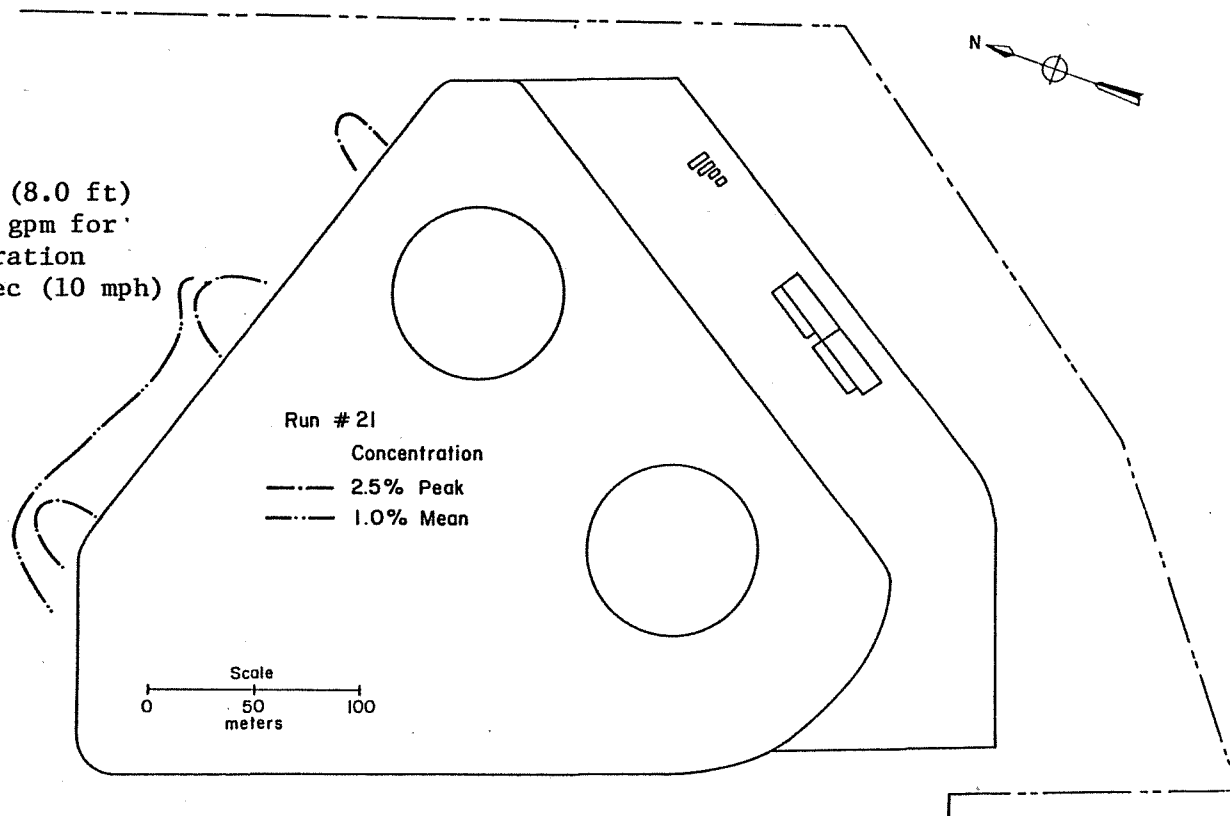 N
(8.0 ft)
gpm for
ration
ec (10 mph)
Run #21
Concentration
2.5% Peak
1.0% Mean
Scale
0 50 100
meters